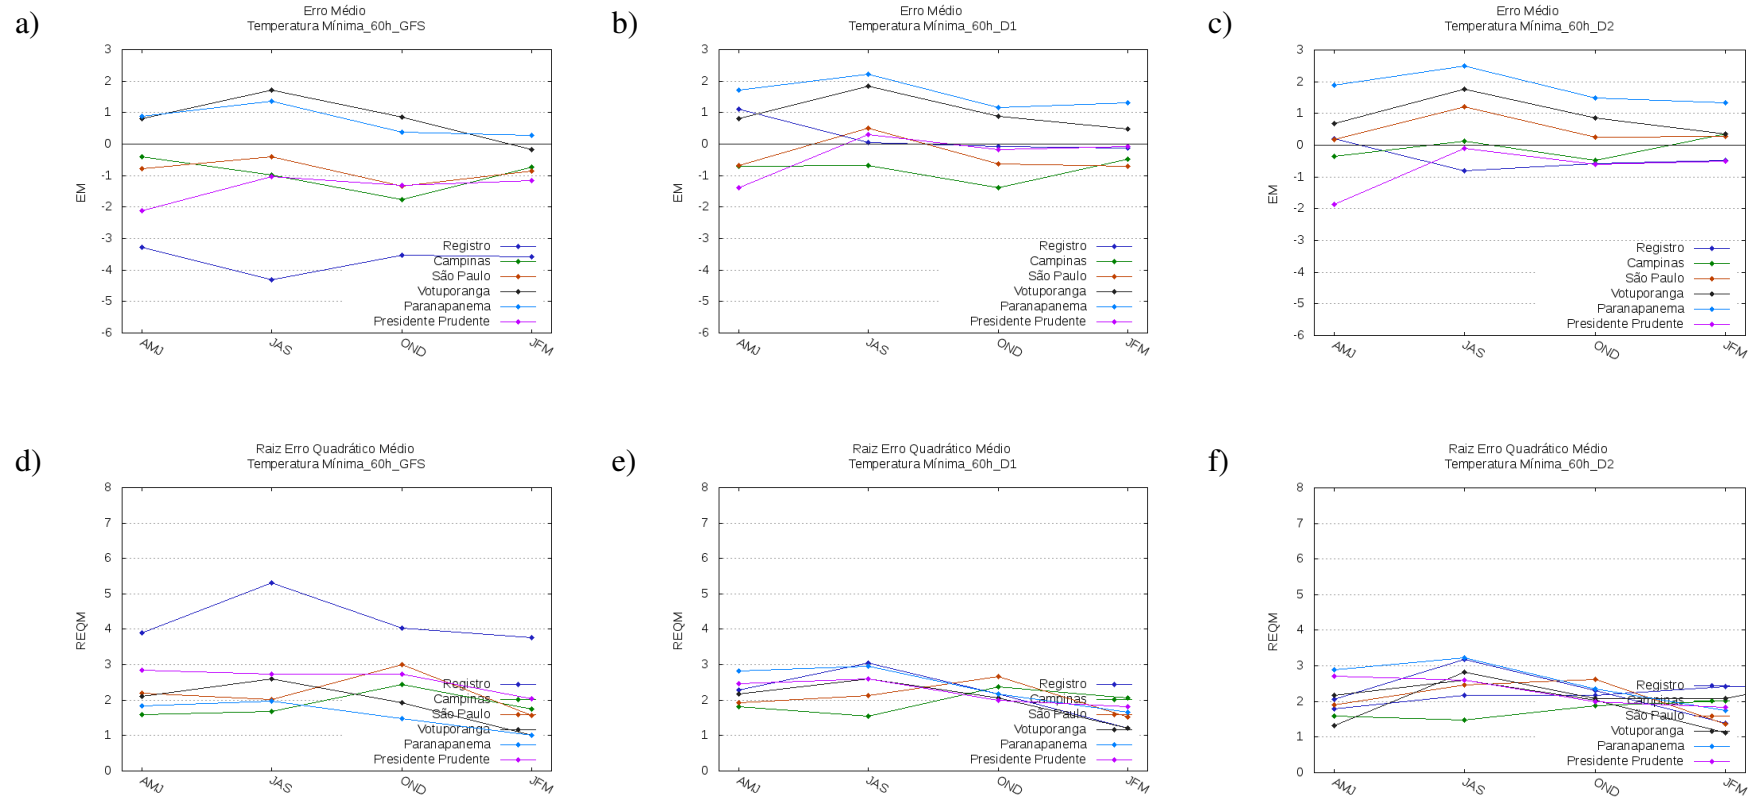 a)
Erro Médio
Temperatura Mínima_60h_GFS
EM
3
2
1
0
-1
-2
-3
-4
-5
-6
AMJ
JAS
OND
JFM
Registro
Campinas
São Paulo
Votuporanga
Paranapanema
Presidente Prudente
b)
Erro Médio
Temperatura Mínima_60h_D1
EM
3
2
1
0
-1
-2
-3
-4
-5
-6
AMJ
JAS
OND
JFM
Registro
Campinas
São Paulo
Votuporanga
Paranapanema
Presidente Prudente
c)
Erro Médio
Temperatura Mínima_60h_D2
EM
3
2
1
0
-1
-2
-3
-4
-5
-6
AMJ
JAS
OND
JFM
Registro
Campinas
São Paulo
Votuporanga
Paranapanema
Presidente Prudente
d)
Raiz Erro Quadrático Médio
Temperatura Mínima_60h_GFS
REQM
8
7
6
5
4
3
2
1
0
AMJ
JAS
OND
JFM
Registro
Campinas
São Paulo
Votuporanga
Paranapanema
Presidente Prudente
e)
Raiz Erro Quadrático Médio
Temperatura Mínima_60h_D1
REQM
8
7
6
5
4
3
2
1
0
AMJ
JAS
OND
JFM
Registro
Campinas
São Paulo
Votuporanga
Paranapanema
Presidente Prudente
f)
Raiz Erro Quadrático Médio
Temperatura Mínima_60h_D2
REQM
8
7
6
5
4
3
2
1
0
AMJ
JAS
OND
JFM
Registro
Campinas
São Paulo
Votuporanga
Paranapanema
Presidente Prudente